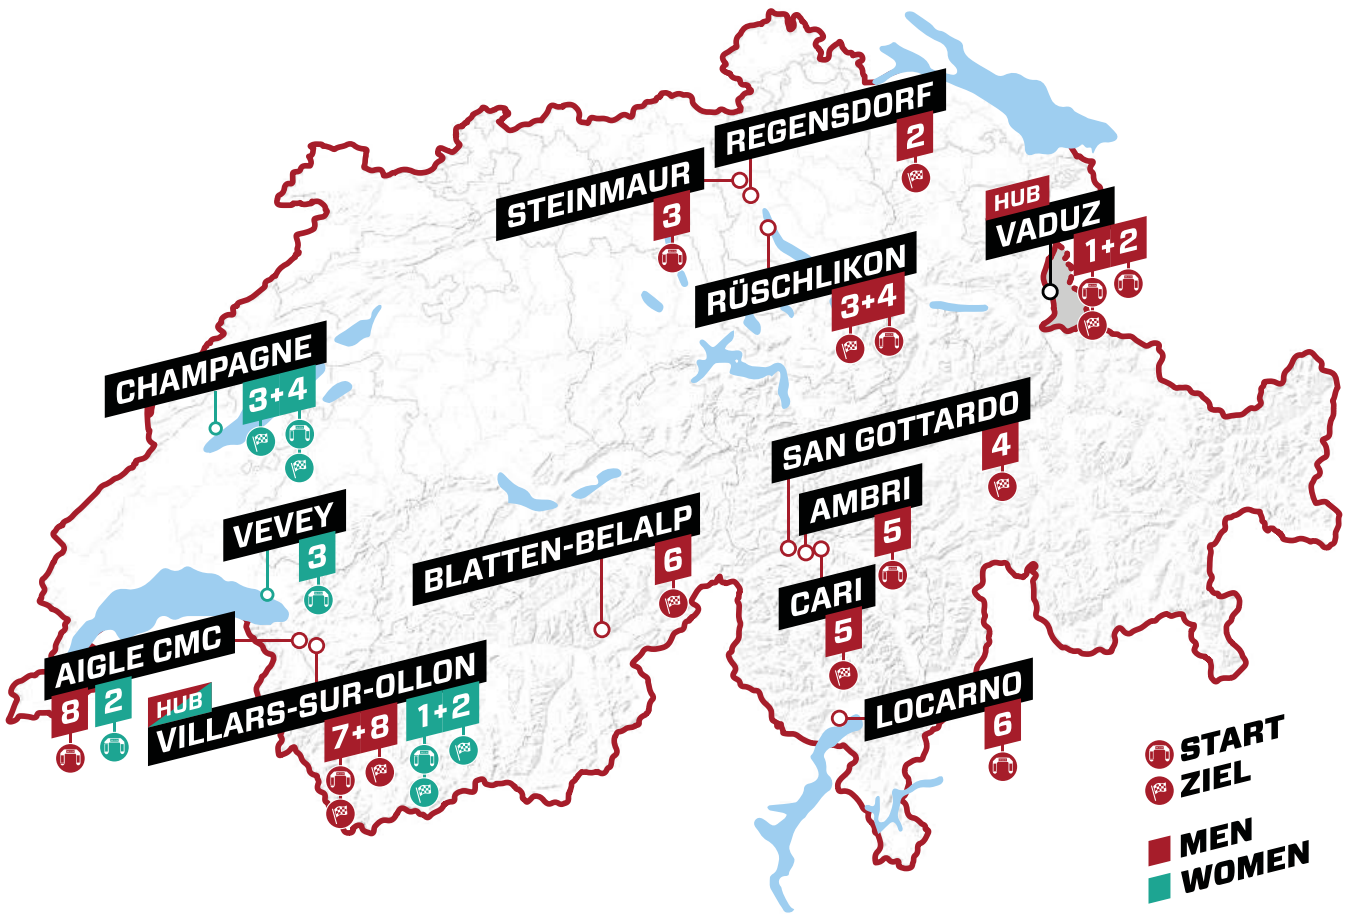 REGENSDORF
2
STEINMAUR
3
HUB
VADUZ
1+2
RÜSCHLIKON
3+4
CHAMPAGNE
3+4
SAN GOTTARDO
4
AMBRI
5
VEVEY
3
BLATTEN-BELALP
6
CARI
5
AIGLE CMC
8
2
HUB
VILLARS-SUR-OLLON
7+8
1+2
LOCARNO
6
START
ZIEL
MEN
WOMEN